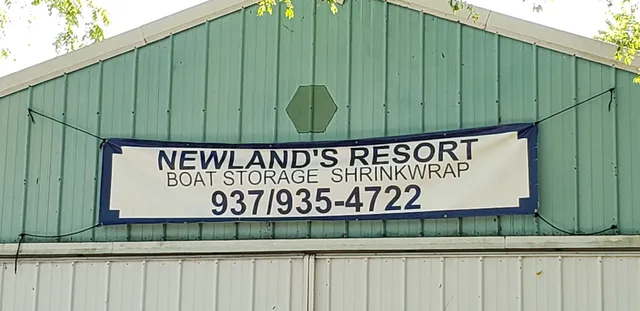 NEWLAND'S RESORT
BOAT STORAGE SHRINKWRAP
937/935-4722